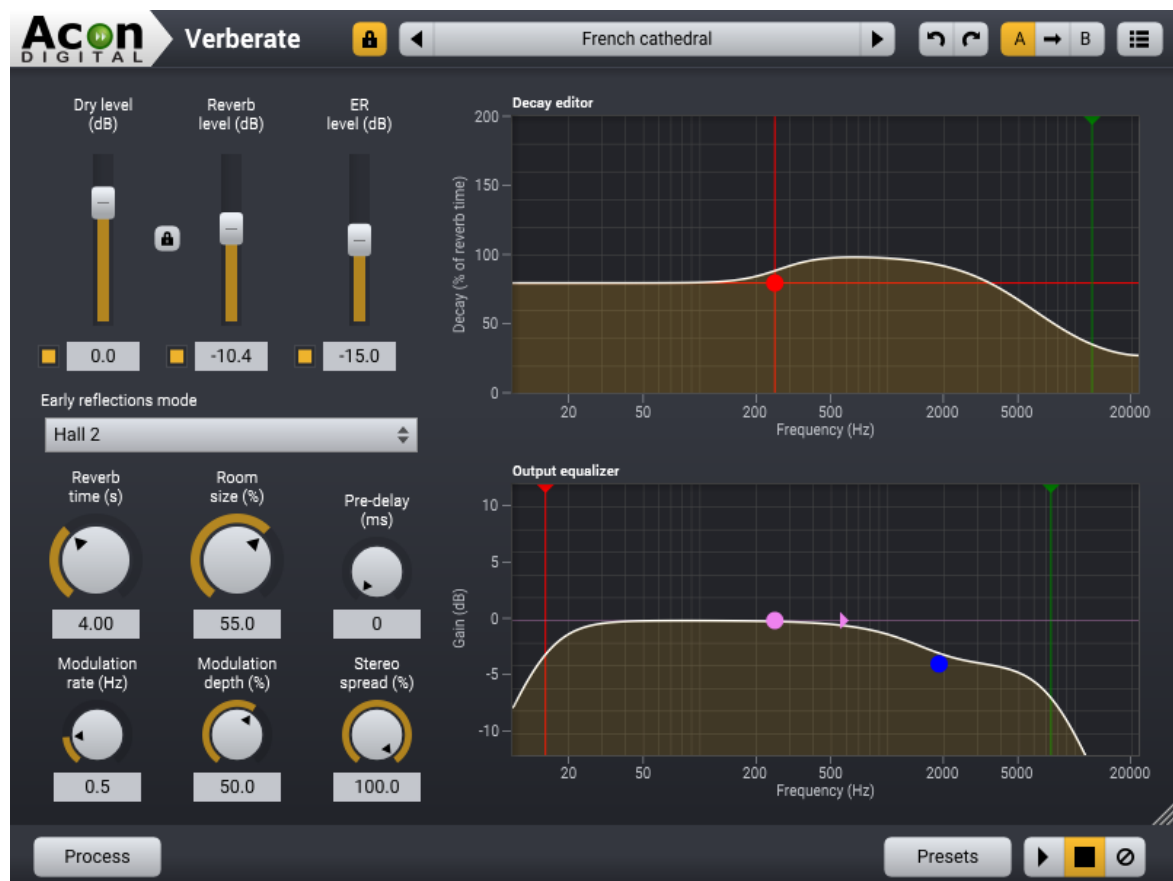 Acon
DIGITAL
Verberate
French cathedral
A
B
Dry level
(dB)
Reverb
level (dB)
ER
level (dB)
0.0
-10.4
-15.0
Early reflections mode
Hall 2
Reverb
time (s)
Room
size (%)
Pre-delay
(ms)
4.00
55.0
0
Modulation
rate (Hz)
Modulation
depth (%)
Stereo
spread (%)
0.5
50.0
100.0
Decay editor
Decay (% of reverb time)
200
150
100
50
0
20 50 200 500 2000 5000 20000
Frequency (Hz)
Output equalizer
Gain (dB)
10
5
0
-5
-10
20 50 200 500 2000 5000 20000
Frequency (Hz)
Process
Presets